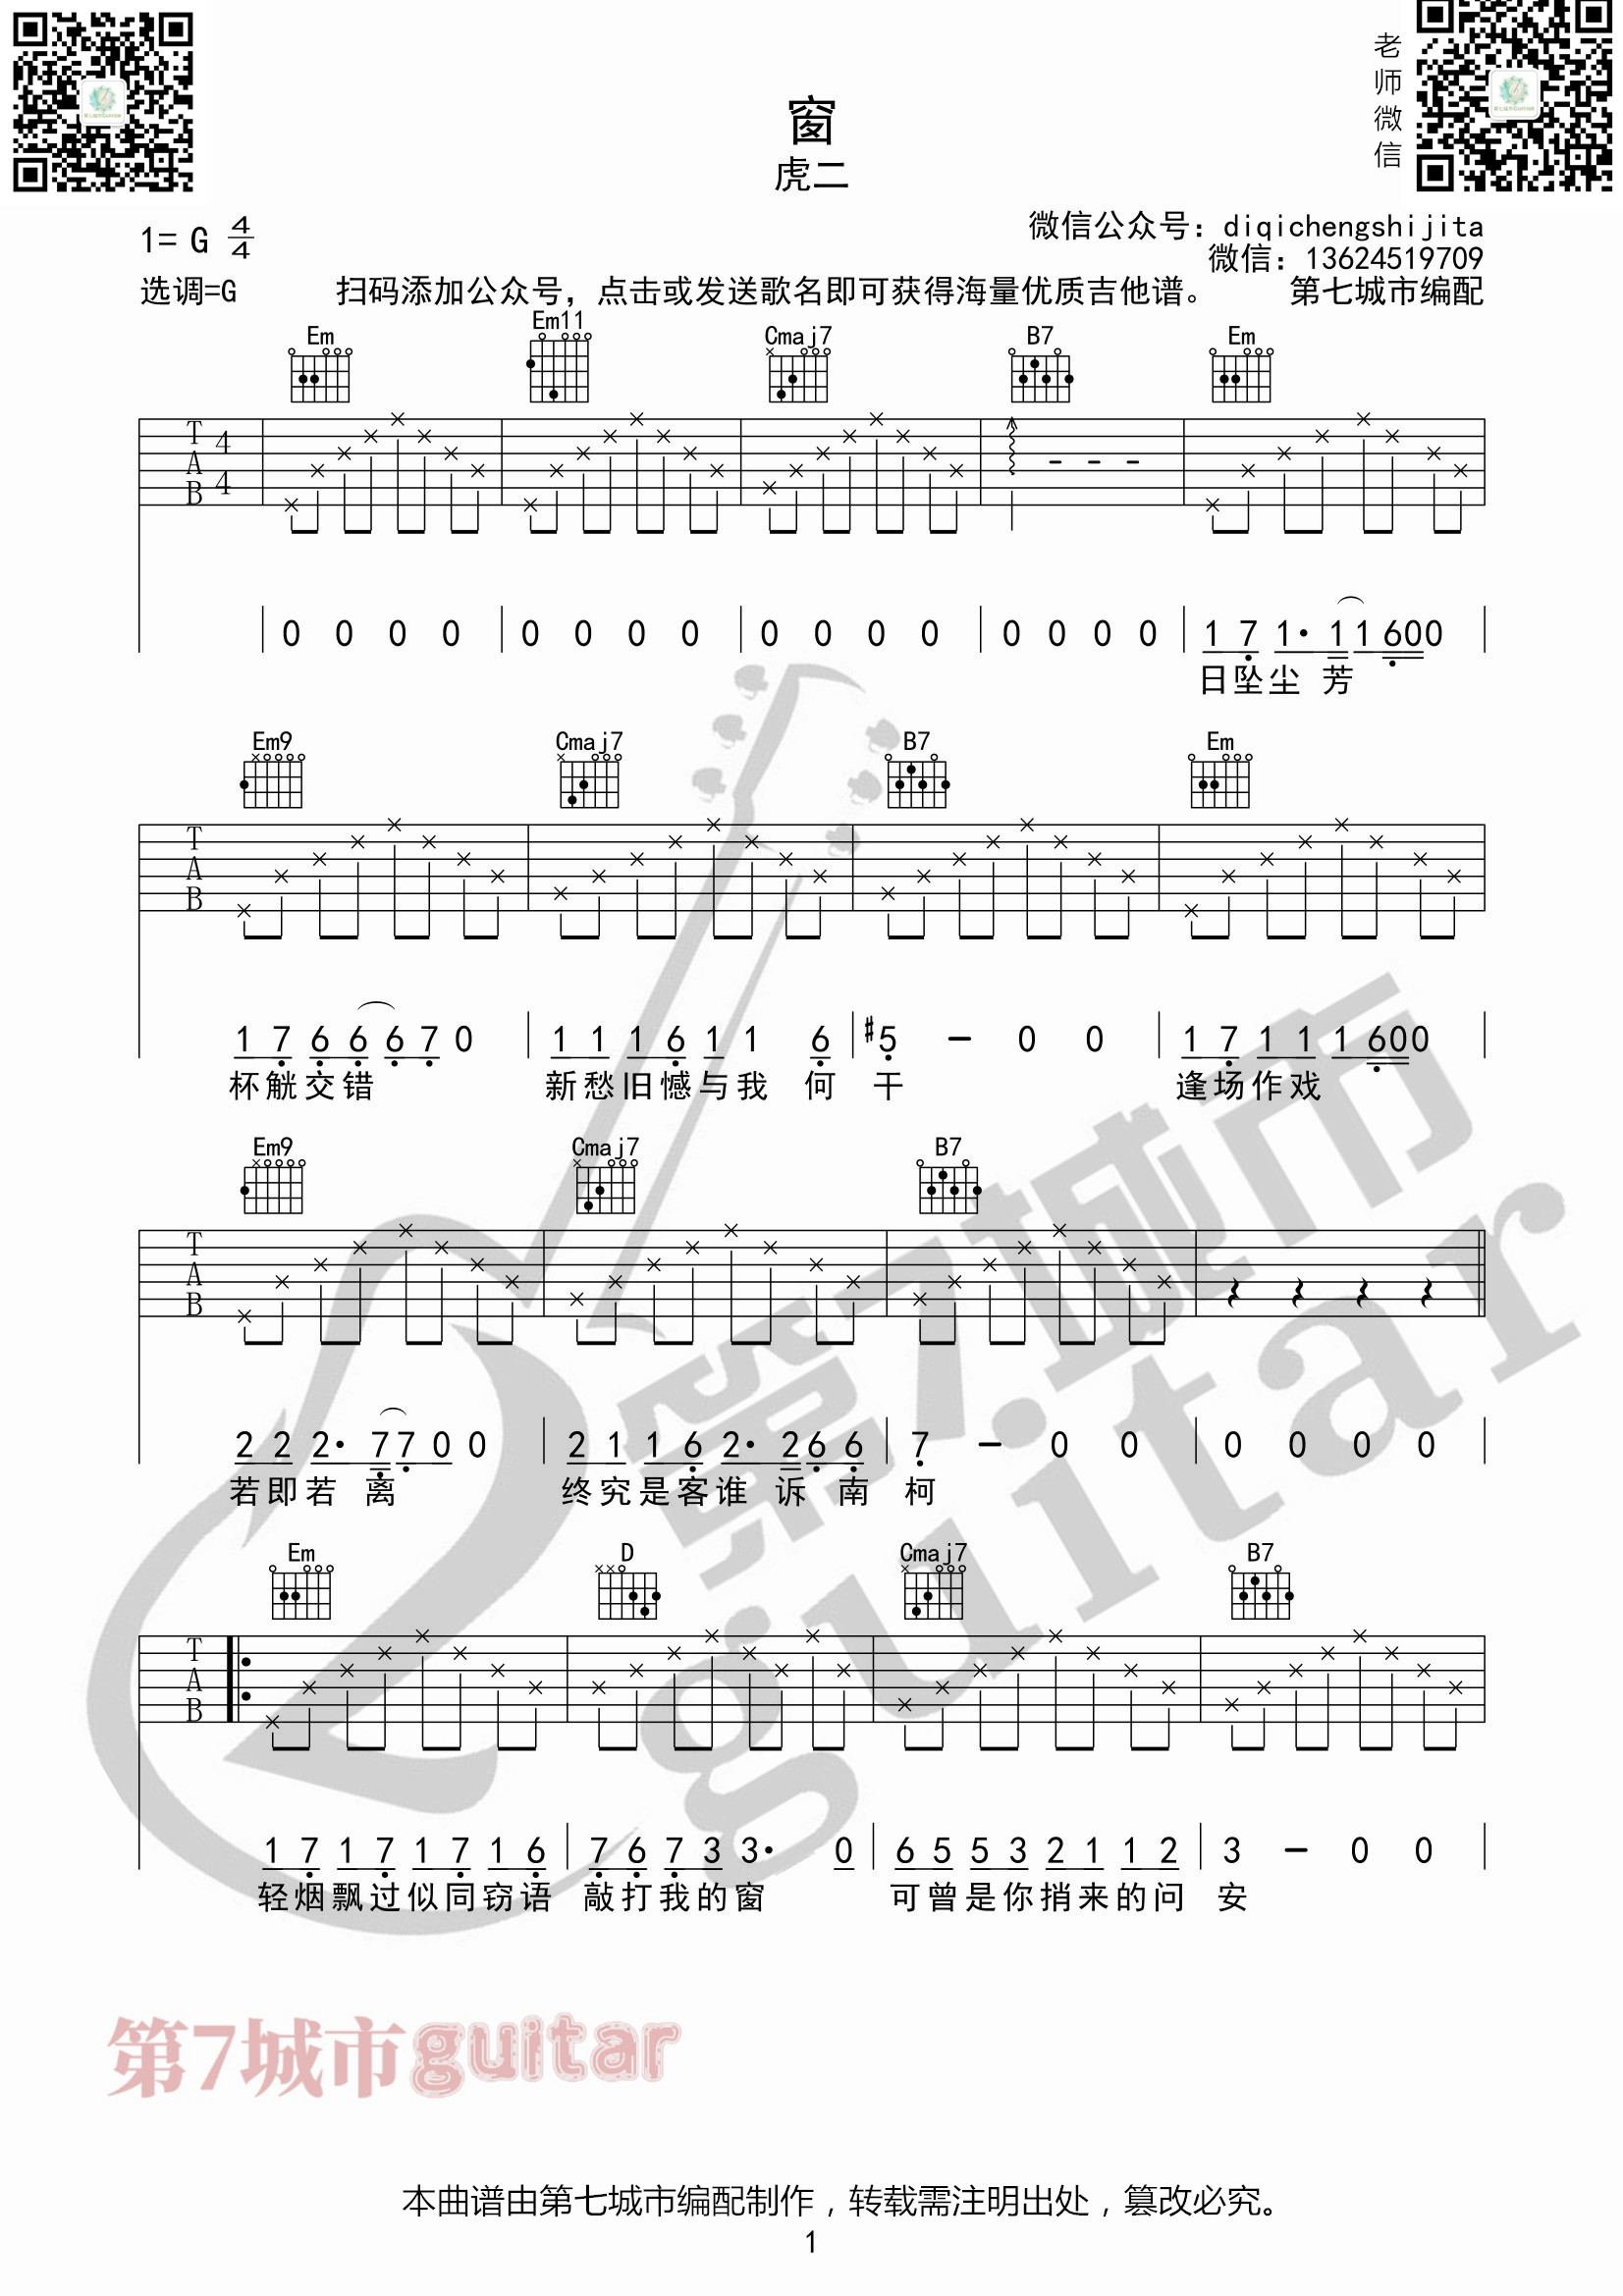 老师微信
窗
虎二
1= G 4/4
微信公众号：diqichengshijita
微信：13624519709
选调=G 扫码添加公众号，点击或发送歌名即可获得海量优质吉他谱。 第七城市编配
Em Em11 Cmaj7 B7 Em
T A B 4/4
0 0 0 0 | 0 0 0 0 | 0 0 0 0 | 0 0 0 0 | 1 7 1· 1 1 6 0 0
日坠尘 芳
Em9 Cmaj7 B7 Em
T A B
1 7 6 6 6 7 0 | 1 1 1 6 1 1 6 | #5 – 0 0 | 1 7 1 1 1 6 0 0
杯觥交错 新愁旧憾与我 何 干 逢场作戏
Em9 Cmaj7 B7
T A B
2 2 2· 7 7 0 0 | 2 1 1 6 2· 2 6 6 | 7 – 0 0 | 0 0 0 0
若即若 离 终究是客谁 诉 南 柯
Em D Cmaj7 B7
T A B
1 7 1 7 1 7 1 6 | 7 6 7 3 3· 0 | 6 5 5 3 2 1 1 2 | 3 – 0 0
轻烟飘过似同窃语 敲打我的窗 可曾是你捎来的问 安
第7城市guitar
第7城市guitar
本曲谱由第七城市编配制作，转载需注明出处，篡改必究。
1